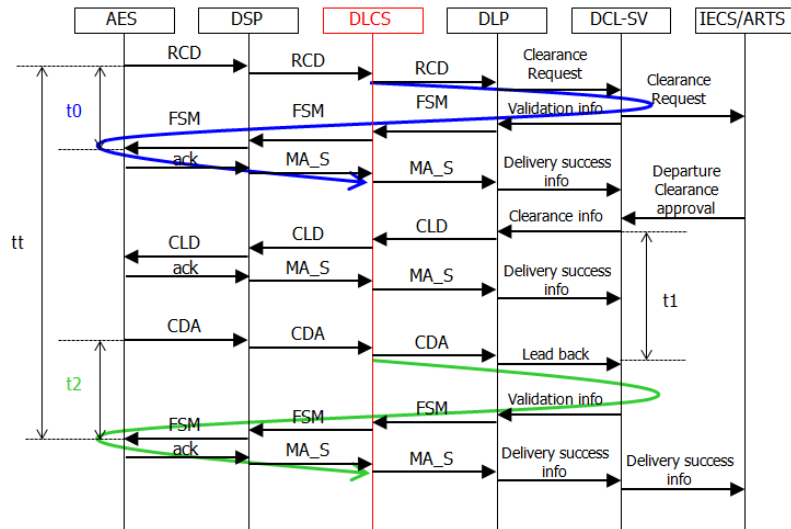 AES DSP DLCS DLP DCL-SV IECS/ARTS
RCD RCD RCD Clearance
Request
Clearance
Request
t0
FSM FSM FSM Validation info
ack MA_S MA_S Delivery success
info
Departure
Clearance
approval
Clearance info
tt
CLD CLD CLD
ack MA_S MA_S Delivery success
info
t1
CDA CDA CDA Lead back
t2
FSM FSM FSM Validation info
ack MA_S MA_S Delivery success
info
Delivery success
info